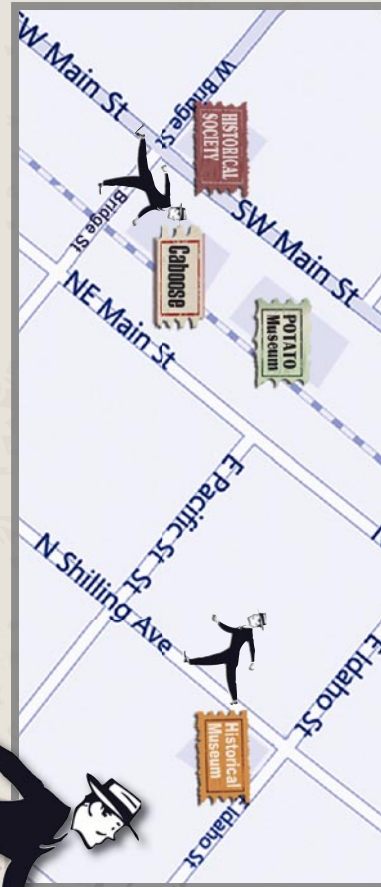 SW Main St
W Bridge St
HISTORICAL
SOCIETY
Bridge St
SW Main St
Caboose
POTATO
Museum
NE Main St
E Pacific St
St
N Shilling Ave
E Idaho St
Historical
Museum
E Idaho St